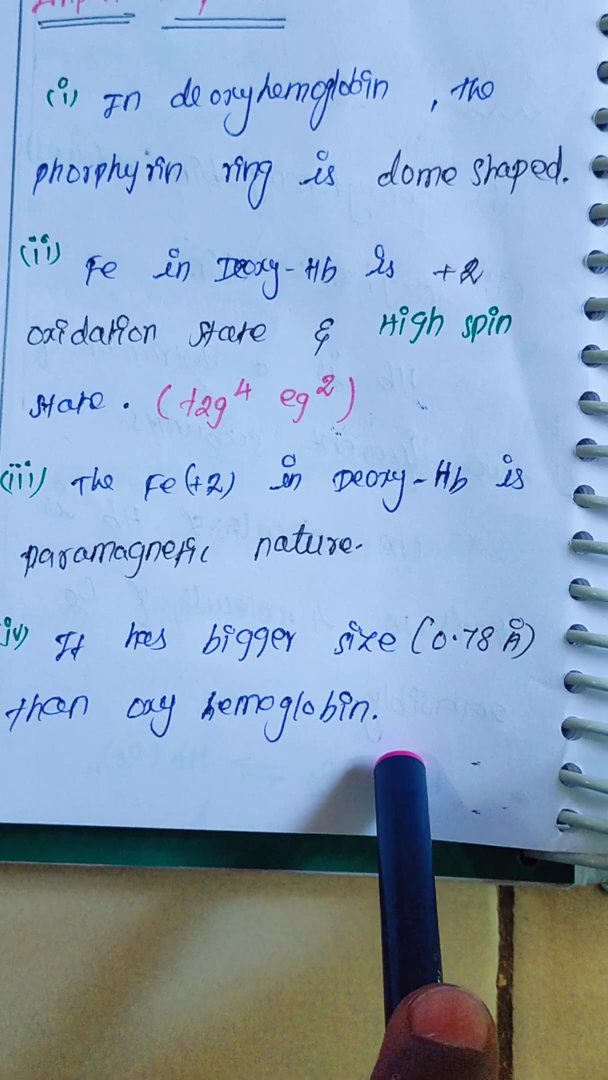 (i) In deoxyhemoglobin, the
phorphyrin ring is dome shaped.
(ii) Fe in Deoxy-Hb is +2
oxidation state & High spin
state. (t2g⁴ eg²)
(iii) The Fe(+2) in Deoxy-Hb is
paramagnetic nature.
iv) It has bigger size (0.78 Å)
than oxy hemoglobin.